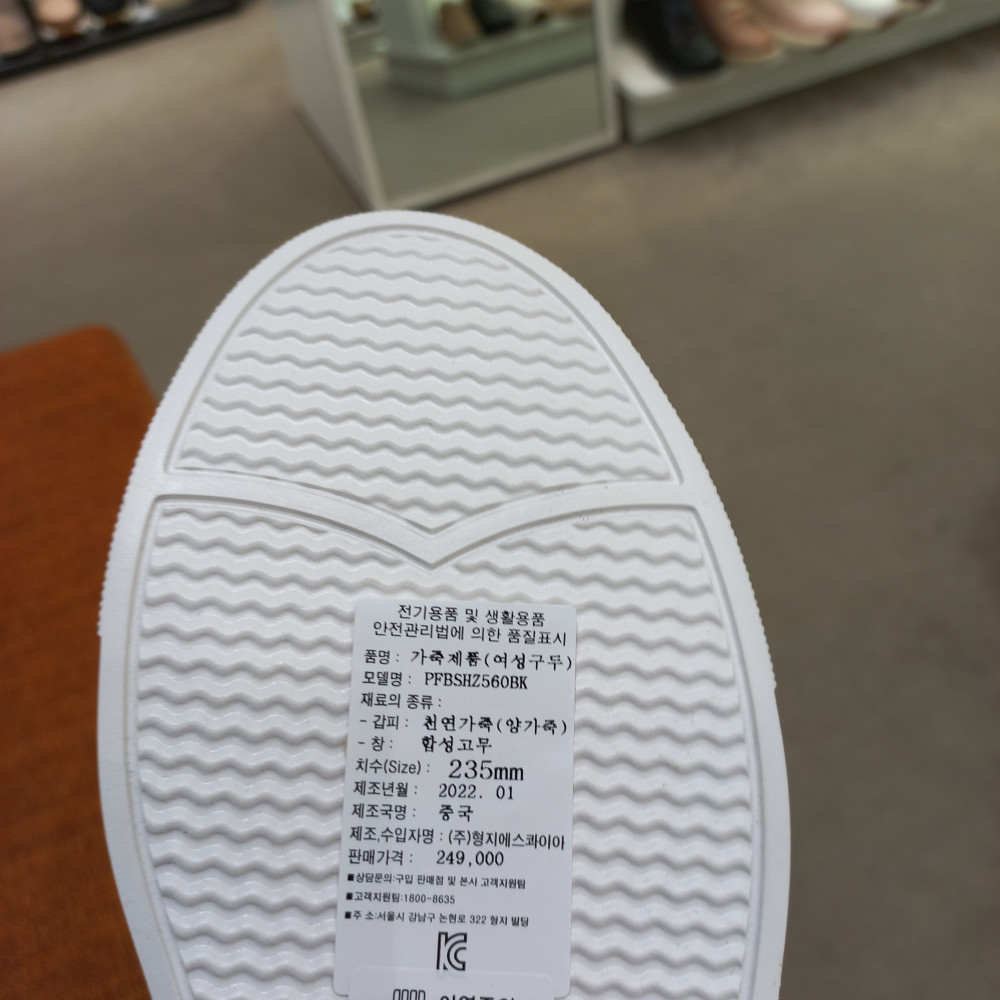 전기용품 및 생활용품
안전관리법에 의한 품질표시
품명 : 가죽제품(여성구두)
모델명 : PFBSHZ560BK
재료의 종류 :
- 갑피 : 천연가죽(양가죽)
- 창 : 합성고무
치수(Size) : 235mm
제조년월 : 2022. 01
제조국명 : 중국
제조,수입자명 : (주)형지에스콰이아
판매가격 : 249,000
■상담문의:구입 판매점 및 본사 고객지원팀
■고객지원팀:1800-8635
■주 소:서울시 강남구 논현로 322 형지 빌딩
KC